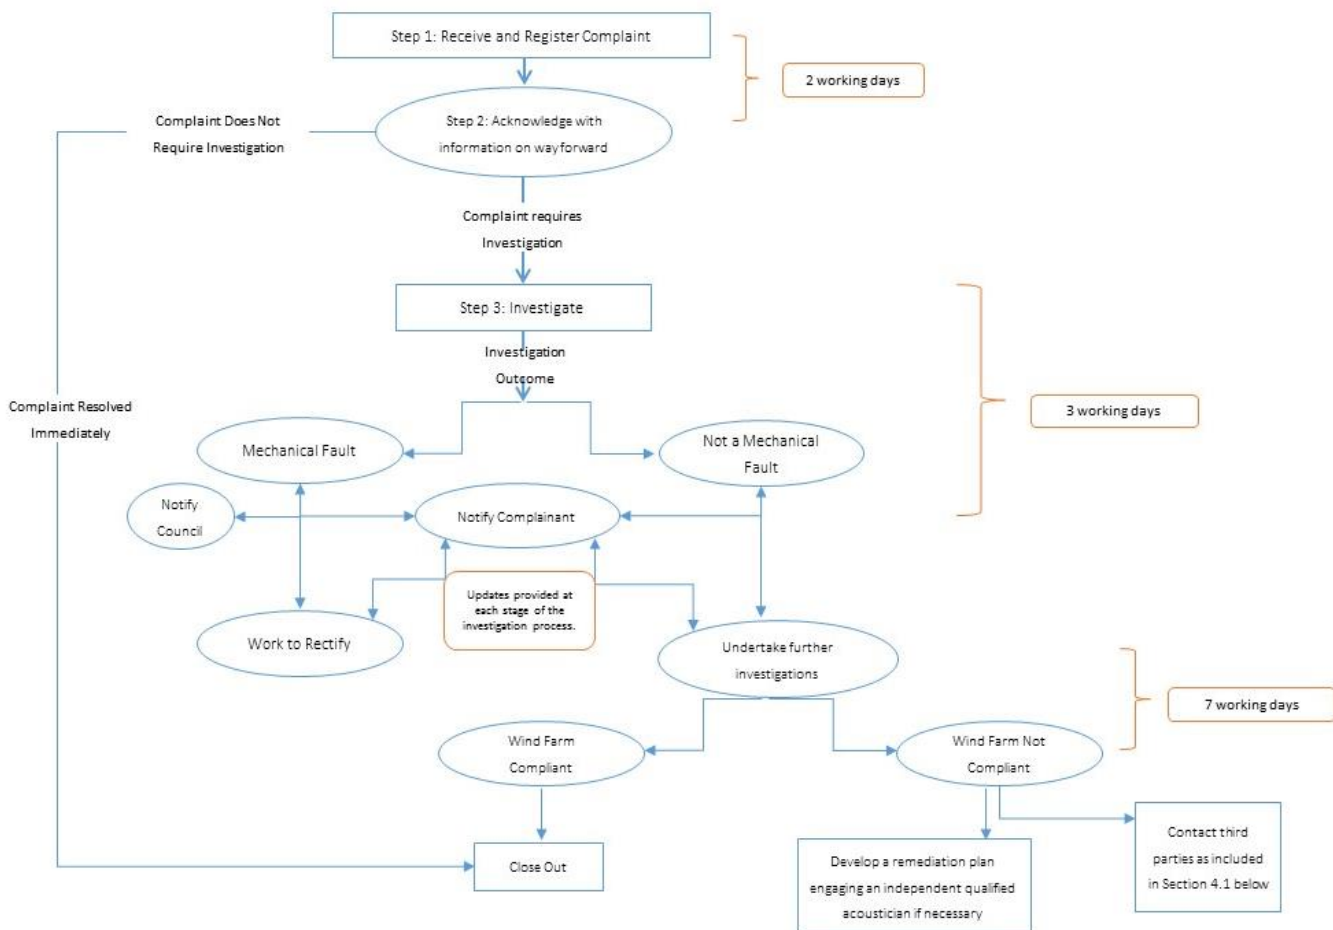 Step 1: Receive and Register Complaint
2 working days
Complaint Does Not
Require Investigation
Step 2: Acknowledge with
information on way forward
Complaint requires
Investigation
Step 3: Investigate
Investigation
Outcome
Complaint Resolved
Immediately
3 working days
Mechanical Fault
Not a Mechanical
Fault
Notify
Council
Notify Complainant
Updates provided at
each stage of the
investigation process.
Work to Rectify
Undertake further
investigations
7 working days
Wind Farm
Compliant
Wind Farm Not
Compliant
Close Out
Develop a remediation plan
engaging an independent qualified
acoustician if necessary
Contact third
parties as included
in Section 4.1 below